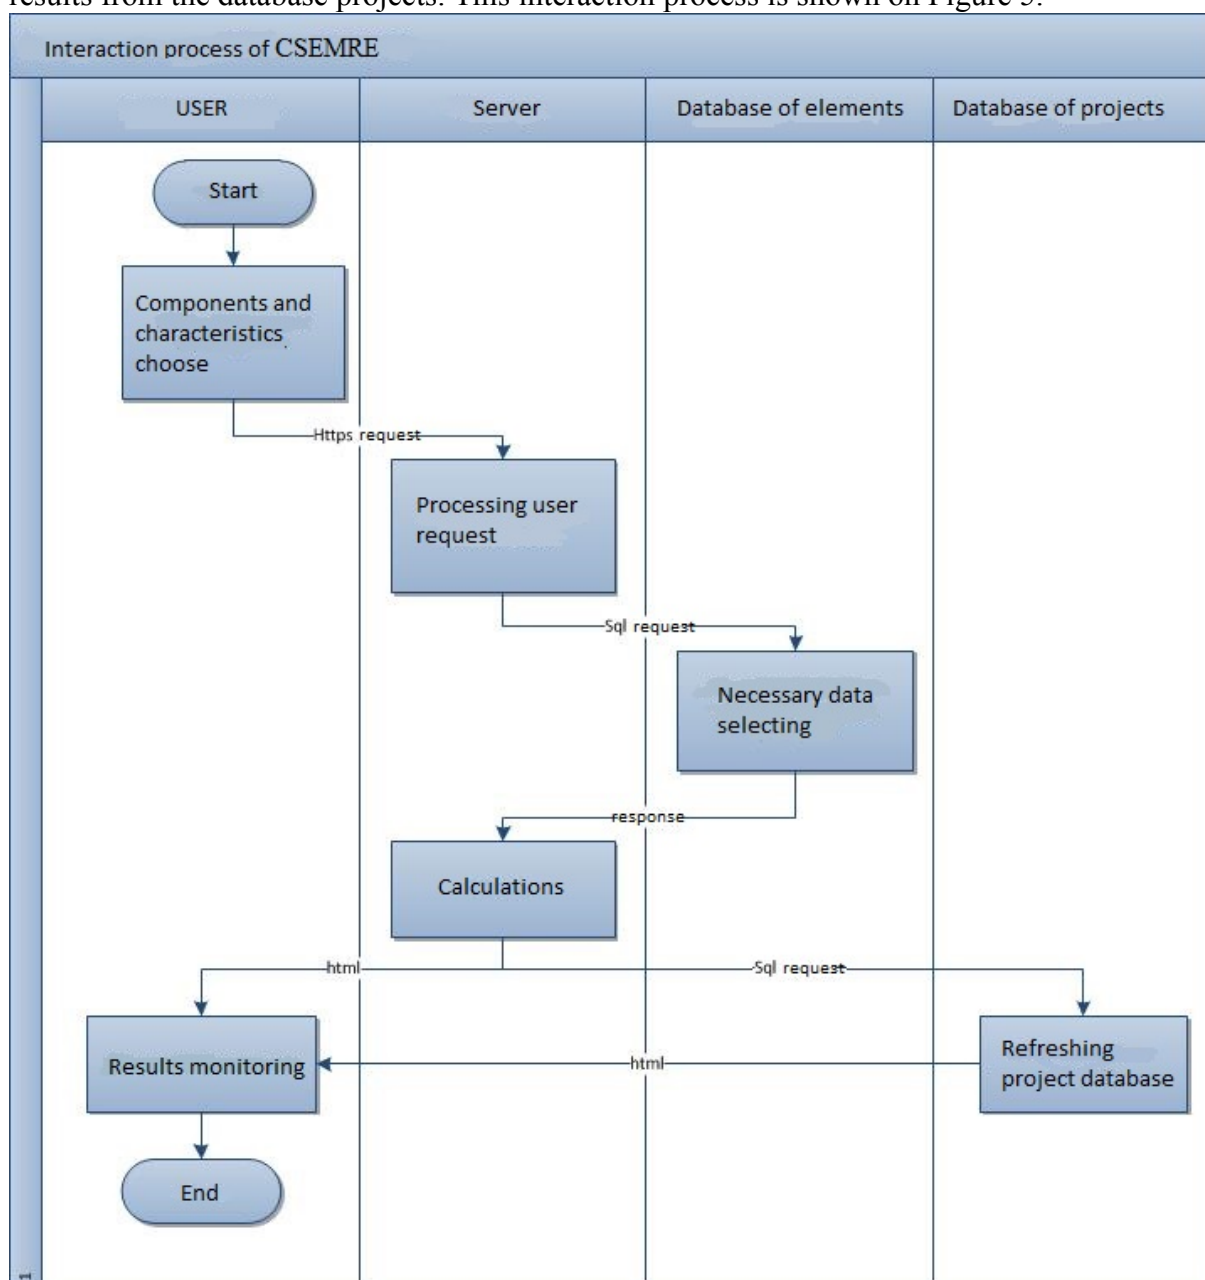 results from the database projects. This interaction process is shown on Figure 5.
Interaction process of CSEMRE
USER
Server
Database of elements
Database of projects
Start
Components and
characteristics
choose
Https request
Processing user
request
Sql request
Necessary data
selecting
response
Calculations
html
Sql request
Results monitoring
html
Refreshing
project database
End
1